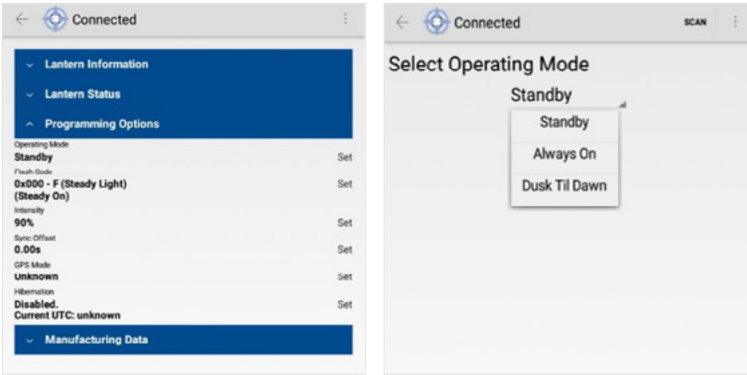 Connected
Lantern Information
Lantern Status
Programming Options
Operating Mode
Standby Set
Flash Code
0x000 - F (Steady Light) Set
(Steady On)
Intensity
90% Set
Sync Offset
0.00s Set
GPS Mode
Unknown Set
Hibernation
Disabled. Set
Current UTC: unknown
Manufacturing Data
Connected SCAN
Select Operating Mode
Standby
Standby
Always On
Dusk Til Dawn